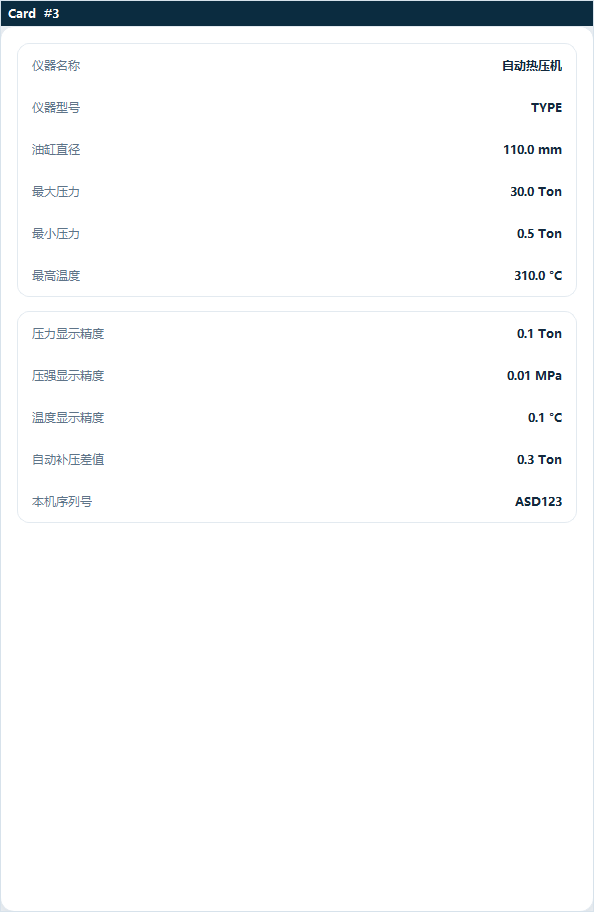 Card #3
仪器名称 自动热压机
仪器型号 TYPE
油缸直径 110.0 mm
最大压力 30.0 Ton
最小压力 0.5 Ton
最高温度 310.0 °C
压力显示精度 0.1 Ton
压强显示精度 0.01 MPa
温度显示精度 0.1 °C
自动补压差值 0.3 Ton
本机序列号 ASD123